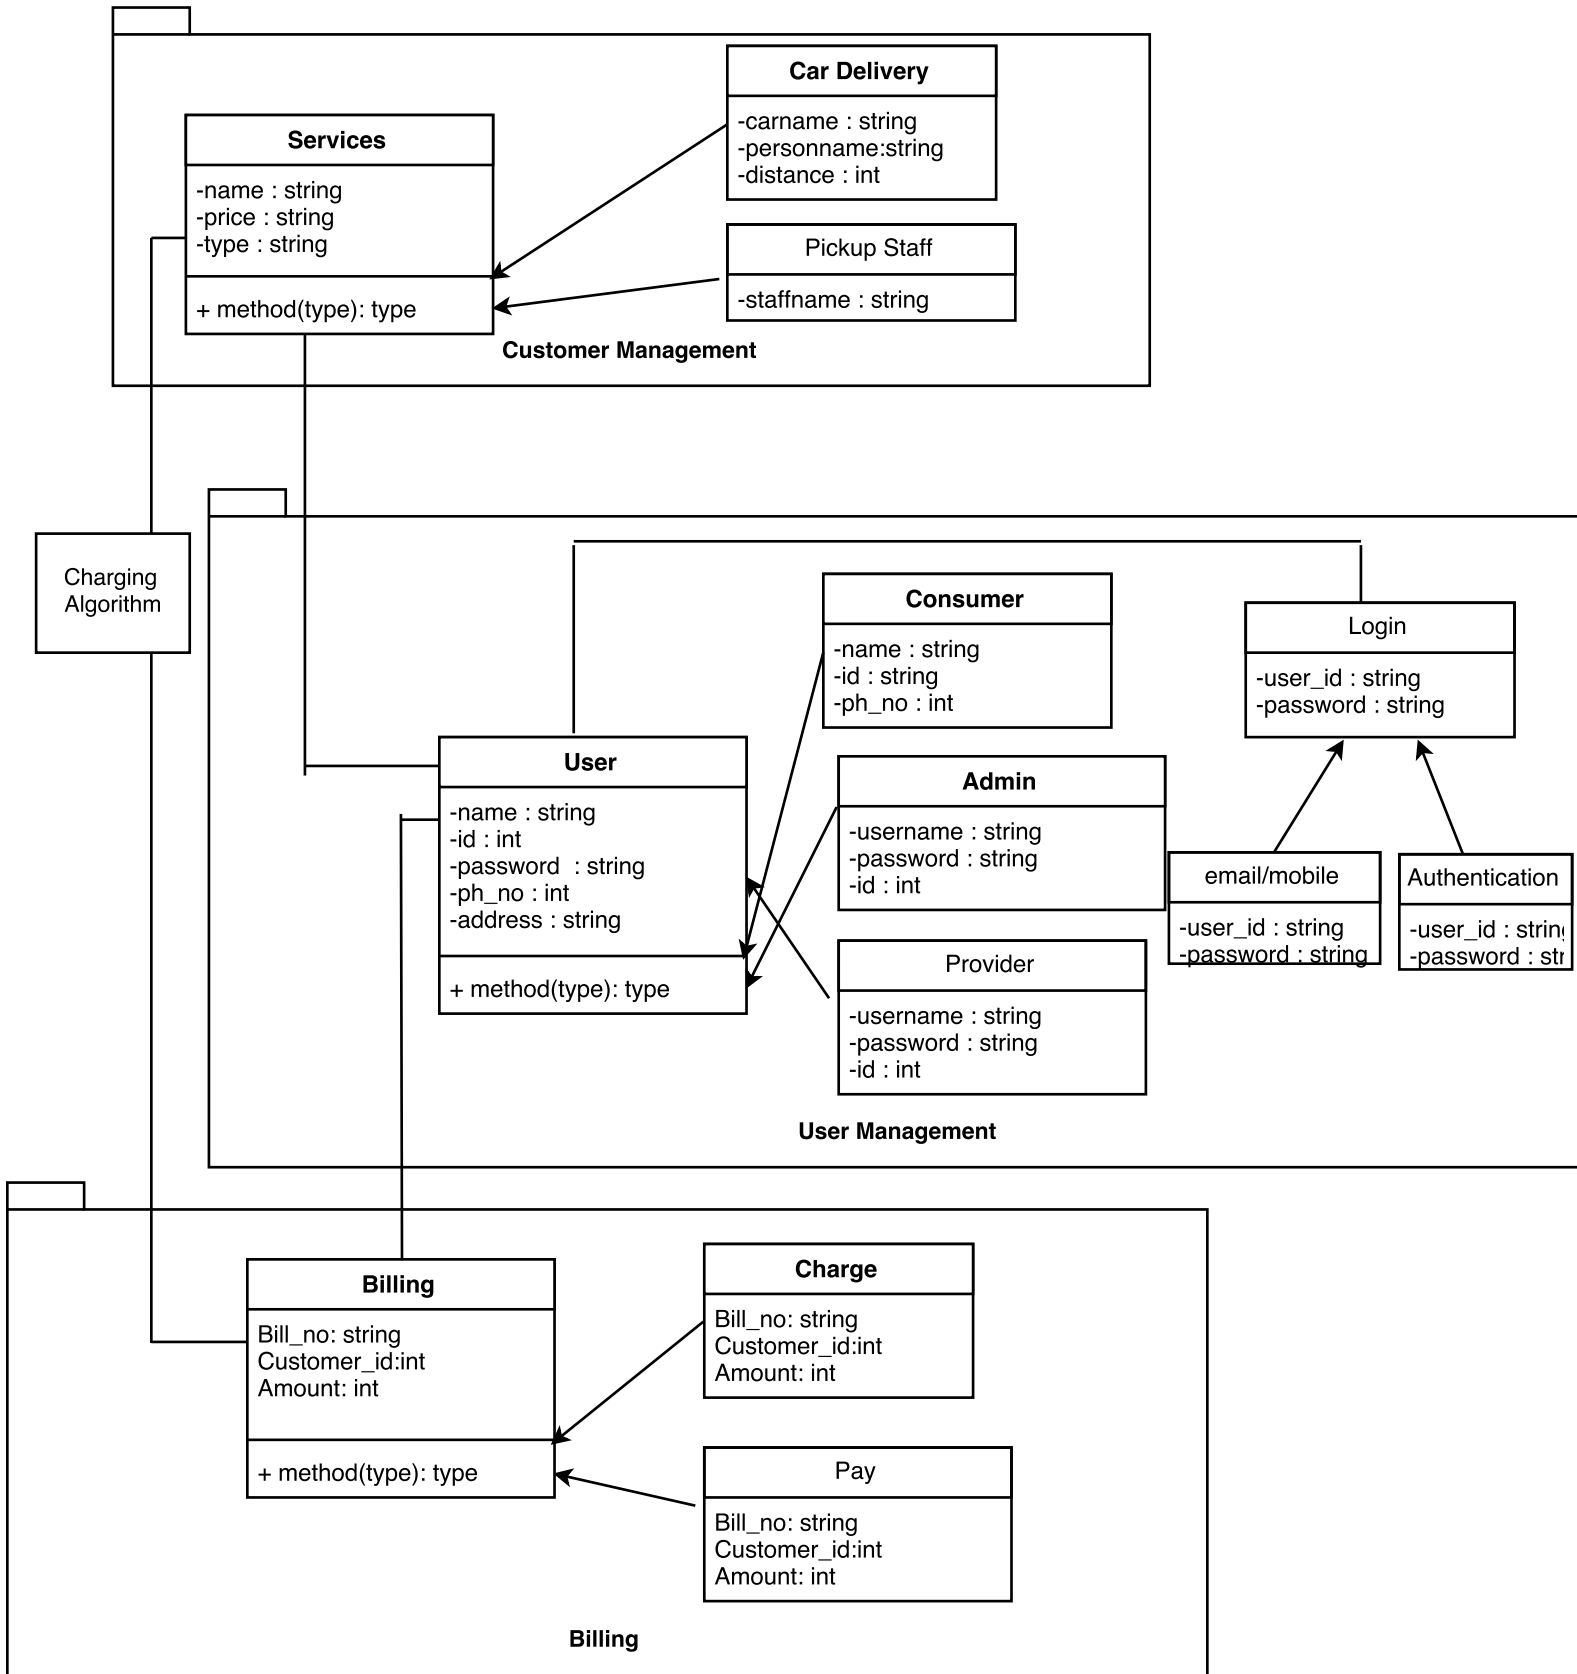 Car Delivery
-carname : string
-personname:string
-distance : int
Services
-name : string
-price : string
-type : string
+ method(type): type
Pickup Staff
-staffname : string
Customer Management
Charging
Algorithm
Consumer
-name : string
-id : string
-ph_no : int
Login
-user_id : string
-password : string
User
-name : string
-id : int
-password  : string
-ph_no : int
-address : string
+ method(type): type
Admin
-username : string
-password : string
-id : int
email/mobile
-user_id : string
-password : string
Authentication
-user_id : string
-password : str
Provider
-username : string
-password : string
-id : int
User Management
Billing
Bill_no: string
Customer_id:int
Amount: int
+ method(type): type
Charge
Bill_no: string
Customer_id:int
Amount: int
Pay
Bill_no: string
Customer_id:int
Amount: int
Billing